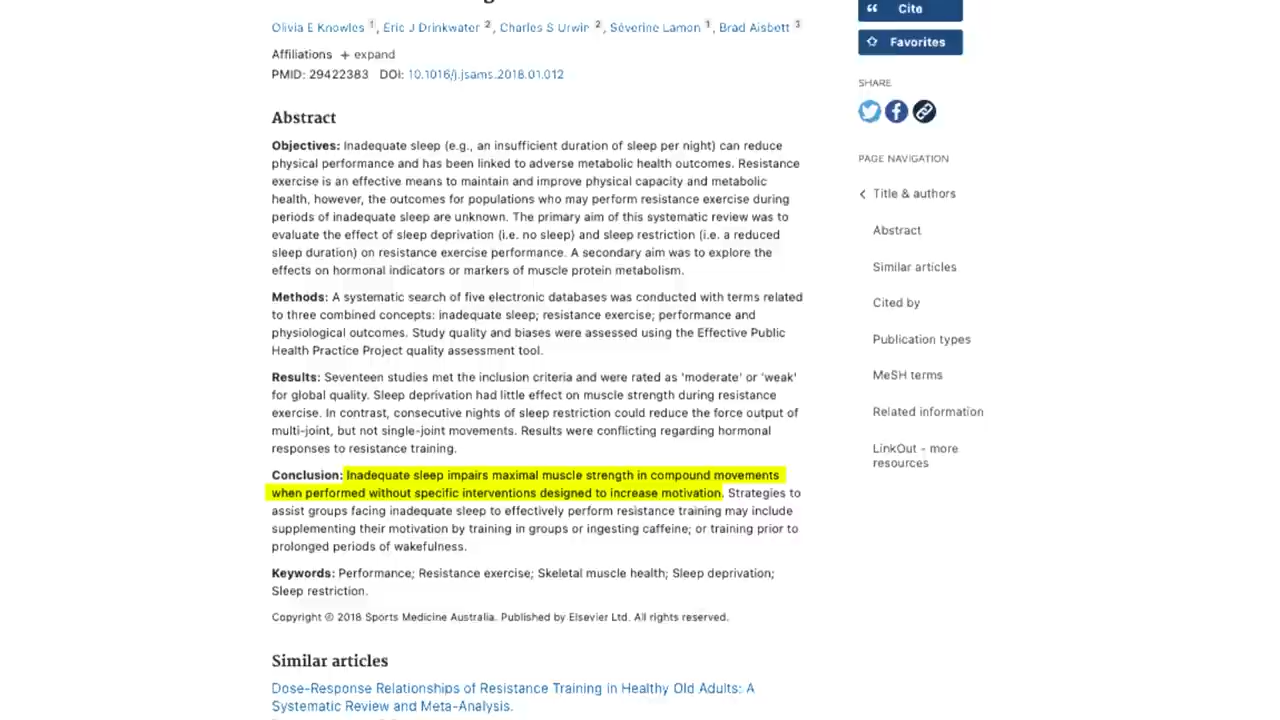 Cite
Olivia E Knowles 1, Eric J Drinkwater 2, Charles S Urwin 2, Séverine Lamon 1, Brad Aisbett 3
Favorites
Affiliations + expand
PMID: 29422383 DOI: 10.1016/j.jsams.2018.01.012
SHARE
Abstract
Objectives: Inadequate sleep (e.g., an insufficient duration of sleep per night) can reduce
physical performance and has been linked to adverse metabolic health outcomes. Resistance
exercise is an effective means to maintain and improve physical capacity and metabolic
health, however, the outcomes for populations who may perform resistance exercise during
periods of inadequate sleep are unknown. The primary aim of this systematic review was to
evaluate the effect of sleep deprivation (i.e. no sleep) and sleep restriction (i.e. a reduced
sleep duration) on resistance exercise performance. A secondary aim was to explore the
effects on hormonal indicators or markers of muscle protein metabolism.
Methods: A systematic search of five electronic databases was conducted with terms related
to three combined concepts: inadequate sleep; resistance exercise; performance and
physiological outcomes. Study quality and biases were assessed using the Effective Public
Health Practice Project quality assessment tool.
Results: Seventeen studies met the inclusion criteria and were rated as 'moderate' or 'weak'
for global quality. Sleep deprivation had little effect on muscle strength during resistance
exercise. In contrast, consecutive nights of sleep restriction could reduce the force output of
multi-joint, but not single-joint movements. Results were conflicting regarding hormonal
responses to resistance training.
Conclusion: Inadequate sleep impairs maximal muscle strength in compound movements
when performed without specific interventions designed to increase motivation. Strategies to
assist groups facing inadequate sleep to effectively perform resistance training may include
supplementing their motivation by training in groups or ingesting caffeine; or training prior to
prolonged periods of wakefulness.
Keywords: Performance; Resistance exercise; Skeletal muscle health; Sleep deprivation;
Sleep restriction.
Copyright © 2018 Sports Medicine Australia. Published by Elsevier Ltd. All rights reserved.
Similar articles
Dose-Response Relationships of Resistance Training in Healthy Old Adults: A
Systematic Review and Meta-Analysis.
PAGE NAVIGATION
Title & authors
Abstract
Similar articles
Cited by
Publication types
MeSH terms
Related information
LinkOut - more
resources